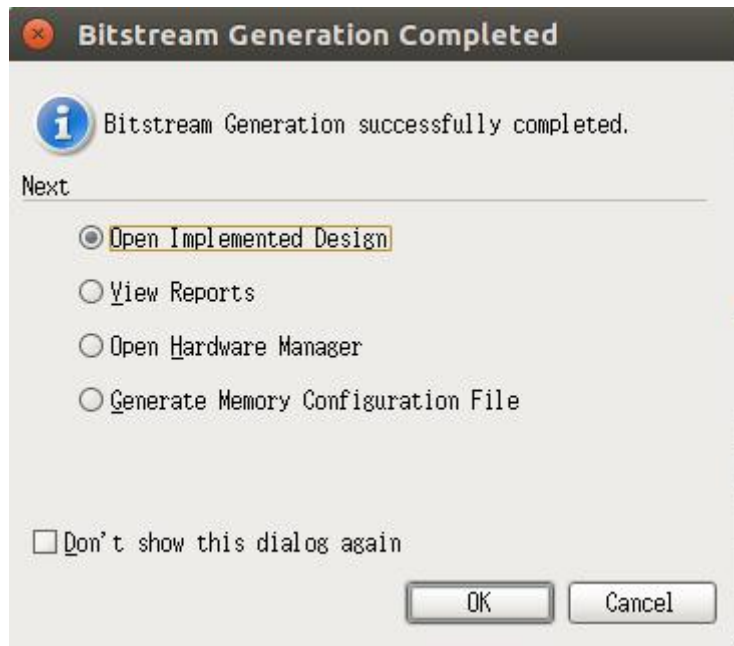 Bitstream Generation Completed
Bitstream Generation successfully completed.
Next
Open Implemented Design
View Reports
Open Hardware Manager
Generate Memory Configuration File
Don't show this dialog again
OK Cancel